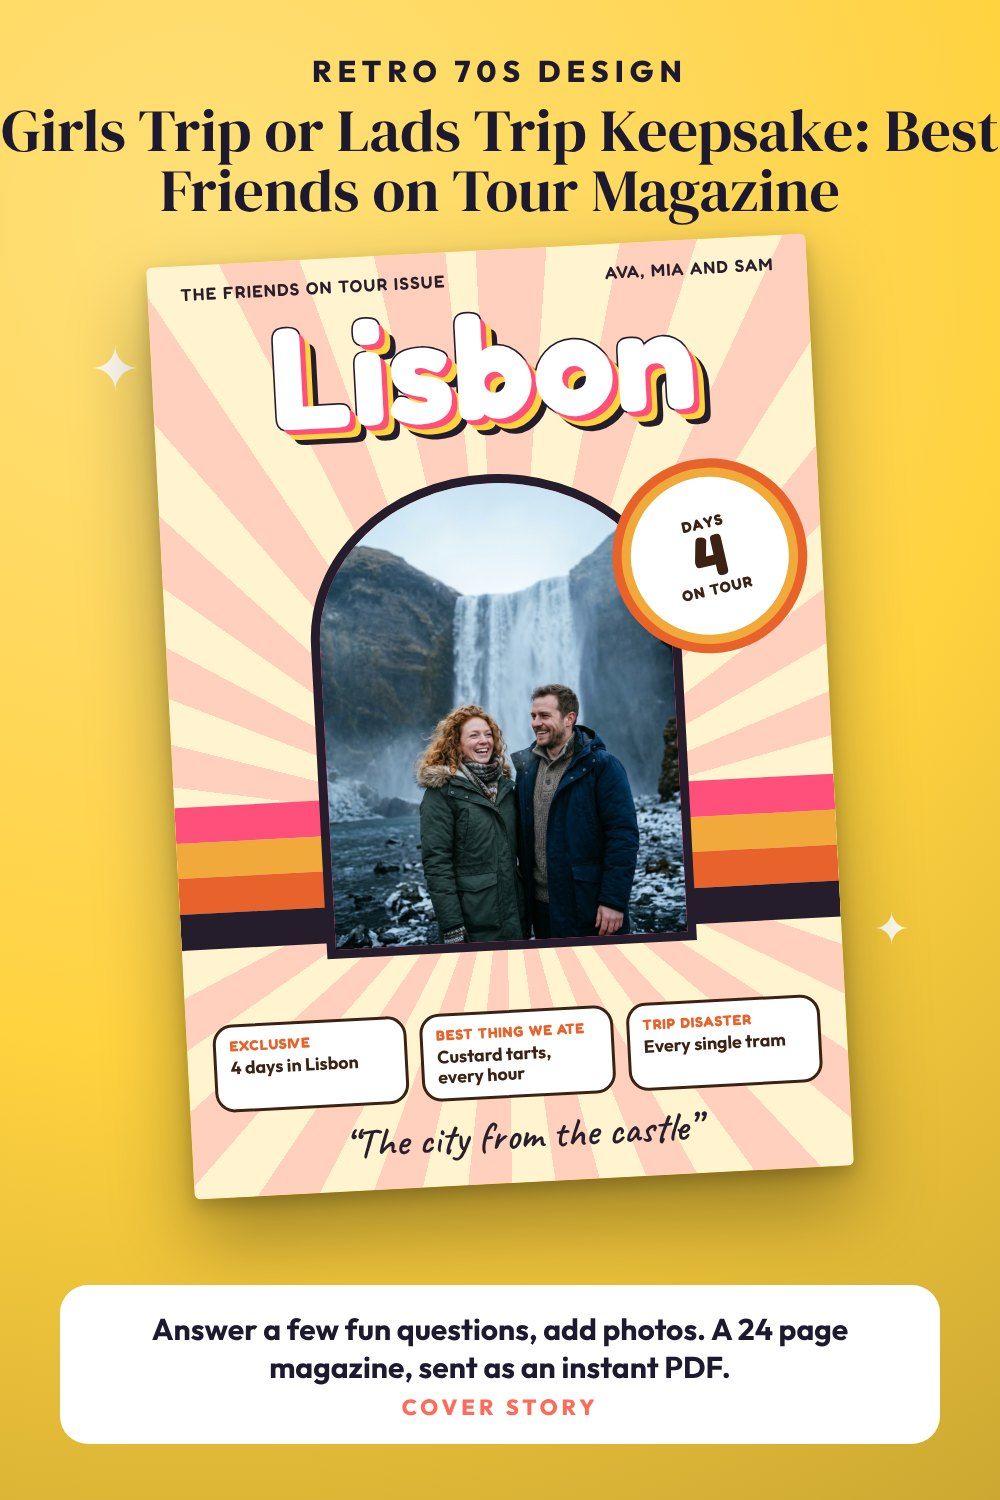 RETRO 70S DESIGN
Girls Trip or Lads Trip Keepsake: Best
Friends on Tour Magazine
THE FRIENDS ON TOUR ISSUE
AVA, MIA AND SAM
Lisbon
DAYS
4
ON TOUR
EXCLUSIVE
4 days in Lisbon
BEST THING WE ATE
Custard tarts,
every hour
TRIP DISASTER
Every single tram
“The city from the castle”
Answer a few fun questions, add photos. A 24 page
magazine, sent as an instant PDF.
COVER STORY